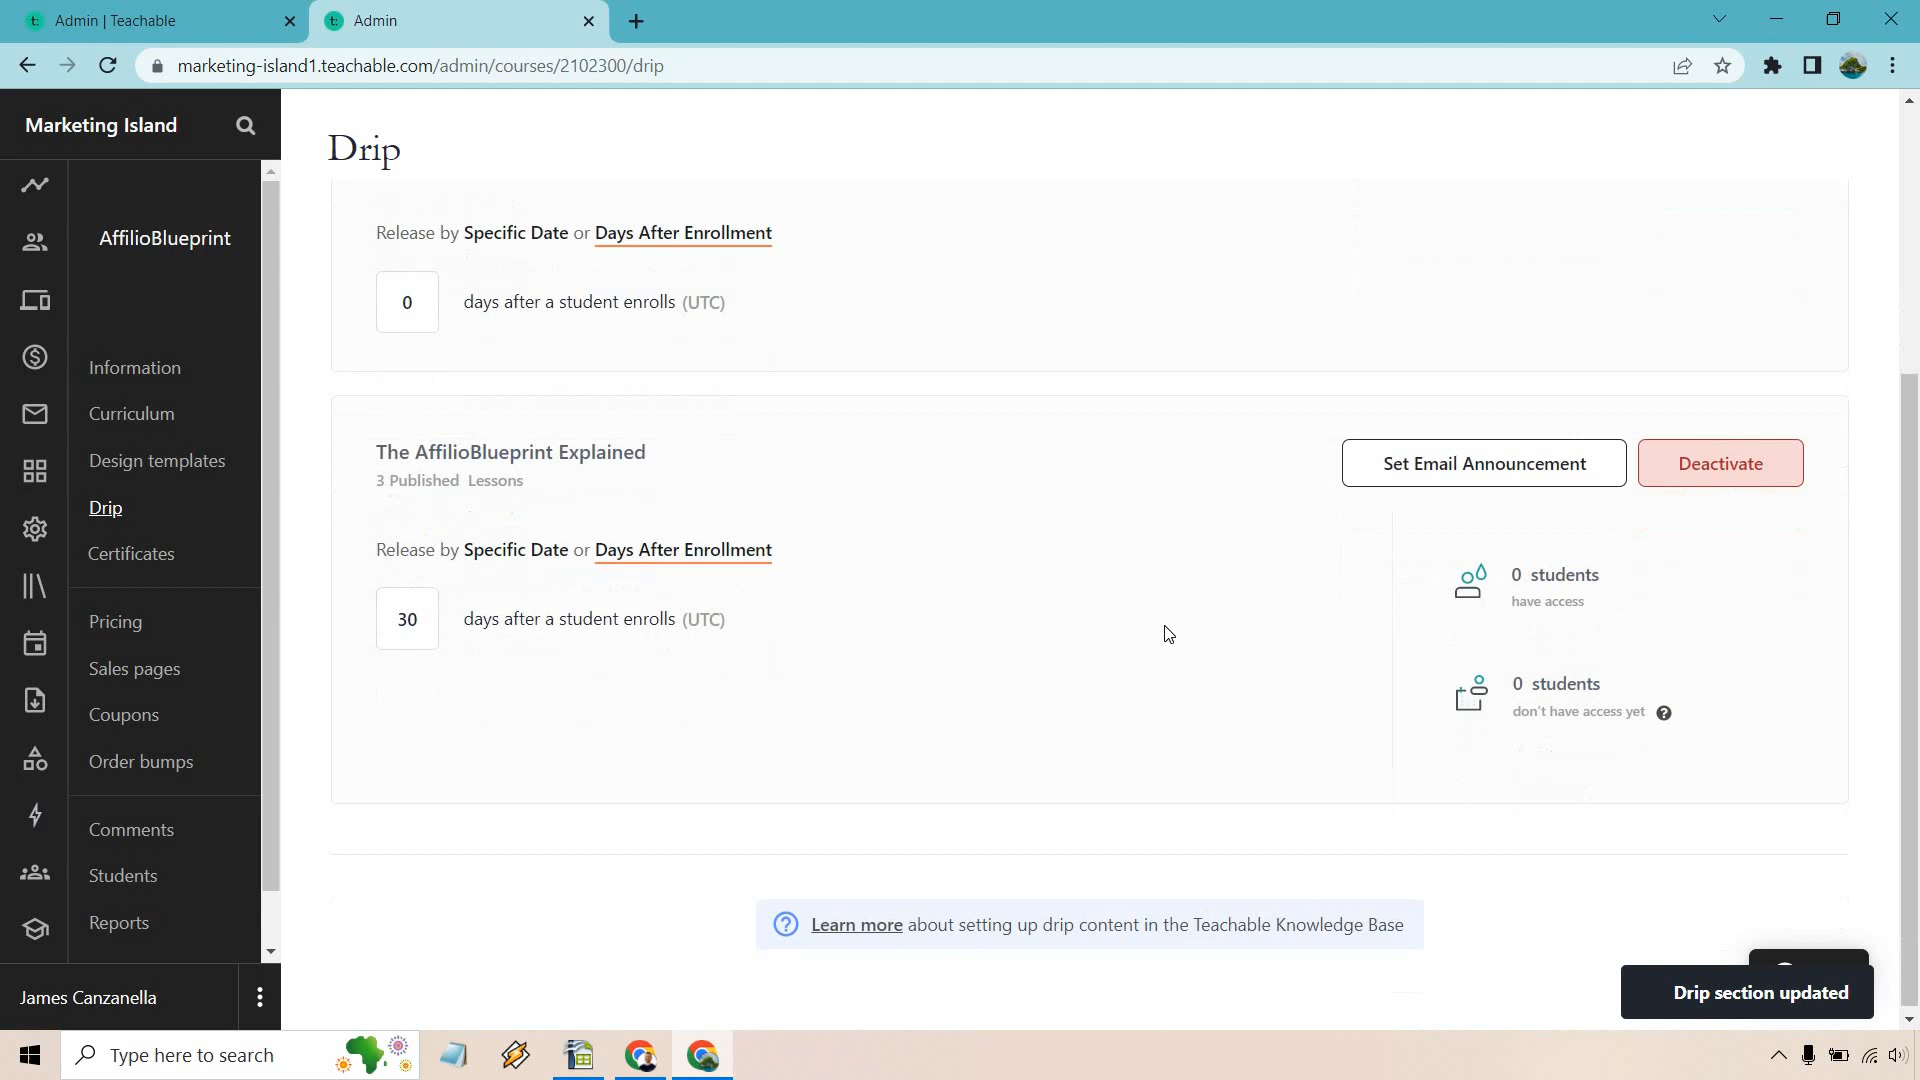 Admin | Teachable
Admin
marketing-island1.teachable.com/admin/courses/2102300/drip
Marketing Island
AffilioBlueprint
Information
Curriculum
Design templates
Drip
Certificates
Pricing
Sales pages
Coupons
Order bumps
Comments
Students
Reports
James Canzanella
Drip
Release by Specific Date or Days After Enrollment
0 days after a student enrolls (UTC)
The AffilioBlueprint Explained
3 Published Lessons
Set Email Announcement
Deactivate
Release by Specific Date or Days After Enrollment
30 days after a student enrolls (UTC)
0 students
have access
0 students
don't have access yet
Learn more about setting up drip content in the Teachable Knowledge Base
Drip section updated
Type here to search